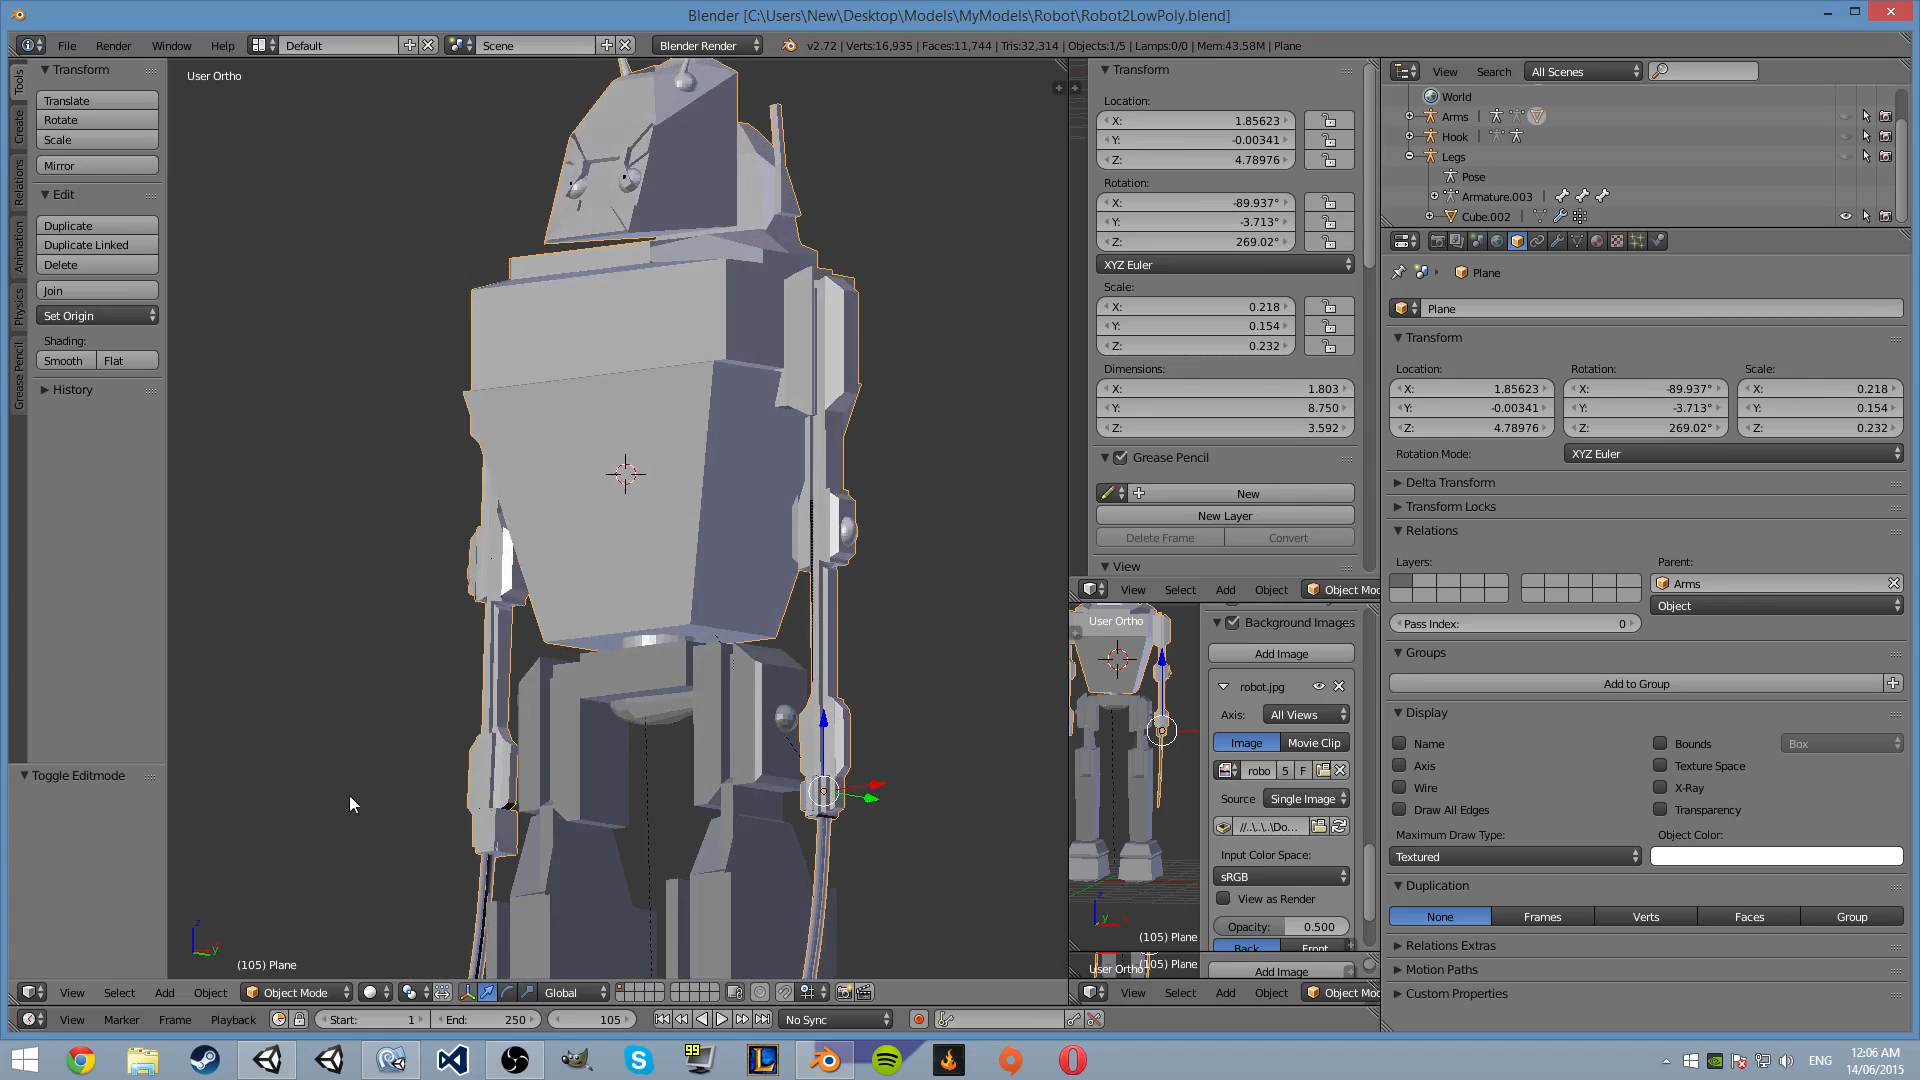 Blender [C:\Users\New\Desktop\Models\MyModels\Robot\Robot2LowPoly.blend]
File Render Window Help Default Scene Blender Render v2.72 | Verts:16,935 | Faces:11,744 | Tris:32,314 | Objects:1/5 | Lamps:0/0 | Mem:43.58M | Plane
Tools
Create
Relations
Animation
Physics
Grease Pencil
Transform
Translate
Rotate
Scale
Mirror
Edit
Duplicate
Duplicate Linked
Delete
Join
Set Origin
Shading:
Smooth Flat
History
Toggle Editmode
User Ortho
(105) Plane
View Select Add Object Object Mode Global
View Marker Frame Playback Start: 1 End: 250 105 No Sync
Transform
Location:
X: 1.85623
Y: -0.00341
Z: 4.78976
Rotation:
X: -89.937°
Y: -3.713°
Z: 269.02°
XYZ Euler
Scale:
X: 0.218
Y: 0.154
Z: 0.232
Dimensions:
X: 1.803
Y: 8.750
Z: 3.592
Grease Pencil
New
New Layer
Delete Frame Convert
View
View Select Add Object Object Mod
User Ortho
Background Images
Add Image
robot.jpg
Axis: All Views
Image Movie Clip
robo 5 F
Source Single Image
//..\..\..\Do...
Input Color Space:
sRGB
View as Render
Opacity: 0.500
Back Front
(105) Plane
User Ortho (105) Plane
Add Image
View Select Add Object Object Mod
View Search All Scenes
World
Arms
Hook
Legs
Pose
Armature.003
Cube.002
Plane
Plane
Transform
Location: Rotation: Scale:
X: 1.85623 X: -89.937° X: 0.218
Y: -0.00341 Y: -3.713° Y: 0.154
Z: 4.78976 Z: 269.02° Z: 0.232
Rotation Mode: XYZ Euler
Delta Transform
Transform Locks
Relations
Layers: Parent:
Arms
Object
Pass Index: 0
Groups
Add to Group
Display
Name Bounds Box
Axis Texture Space
Wire X-Ray
Draw All Edges Transparency
Maximum Draw Type: Object Color:
Textured
Duplication
None Frames Verts Faces Group
Relations Extras
Motion Paths
Custom Properties
99
L
ENG
12:06 AM
14/06/2015